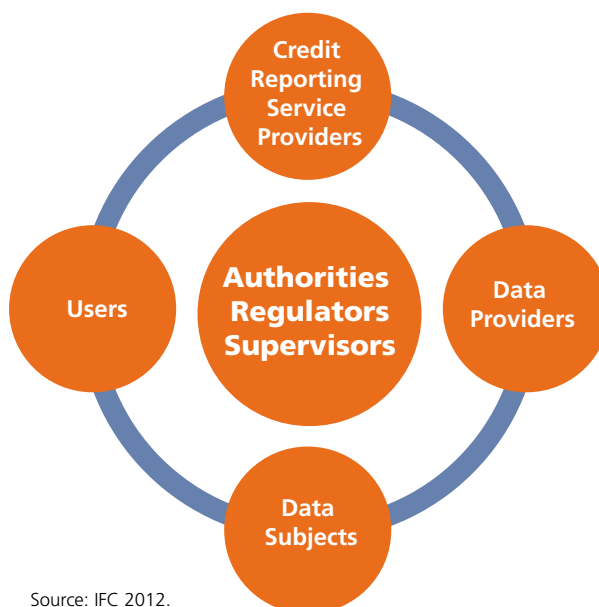 Credit
Reporting
Service
Providers
Users
Authorities
Regulators
Supervisors
Data
Providers
Data
Subjects
Source: IFC 2012.